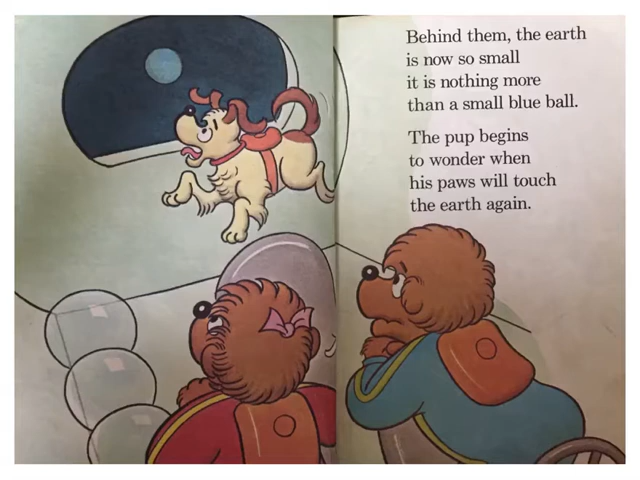 Behind them, the earth
is now so small
it is nothing more
than a small blue ball.
The pup begins
to wonder when
his paws will touch
the earth again.